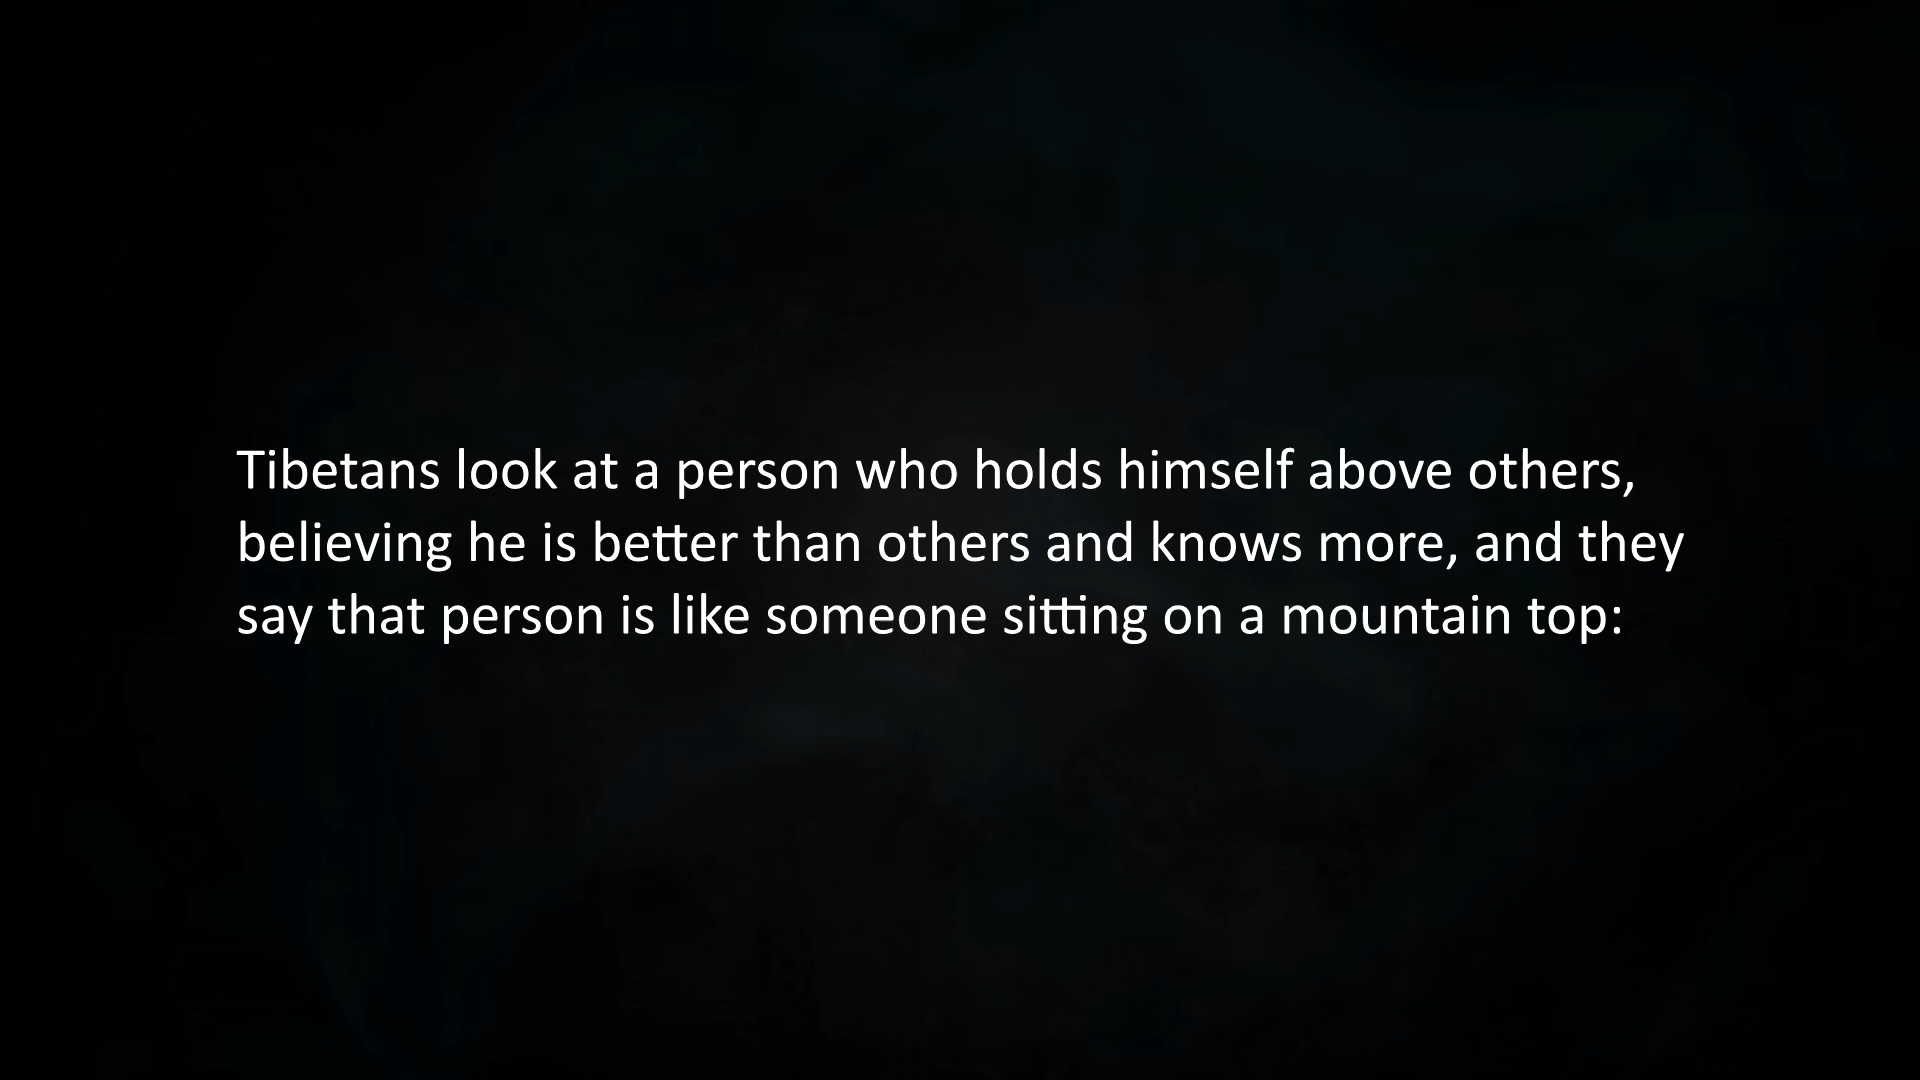 Tibetans look at a person who holds himself above others,
believing he is better than others and knows more, and they
say that person is like someone sitting on a mountain top: